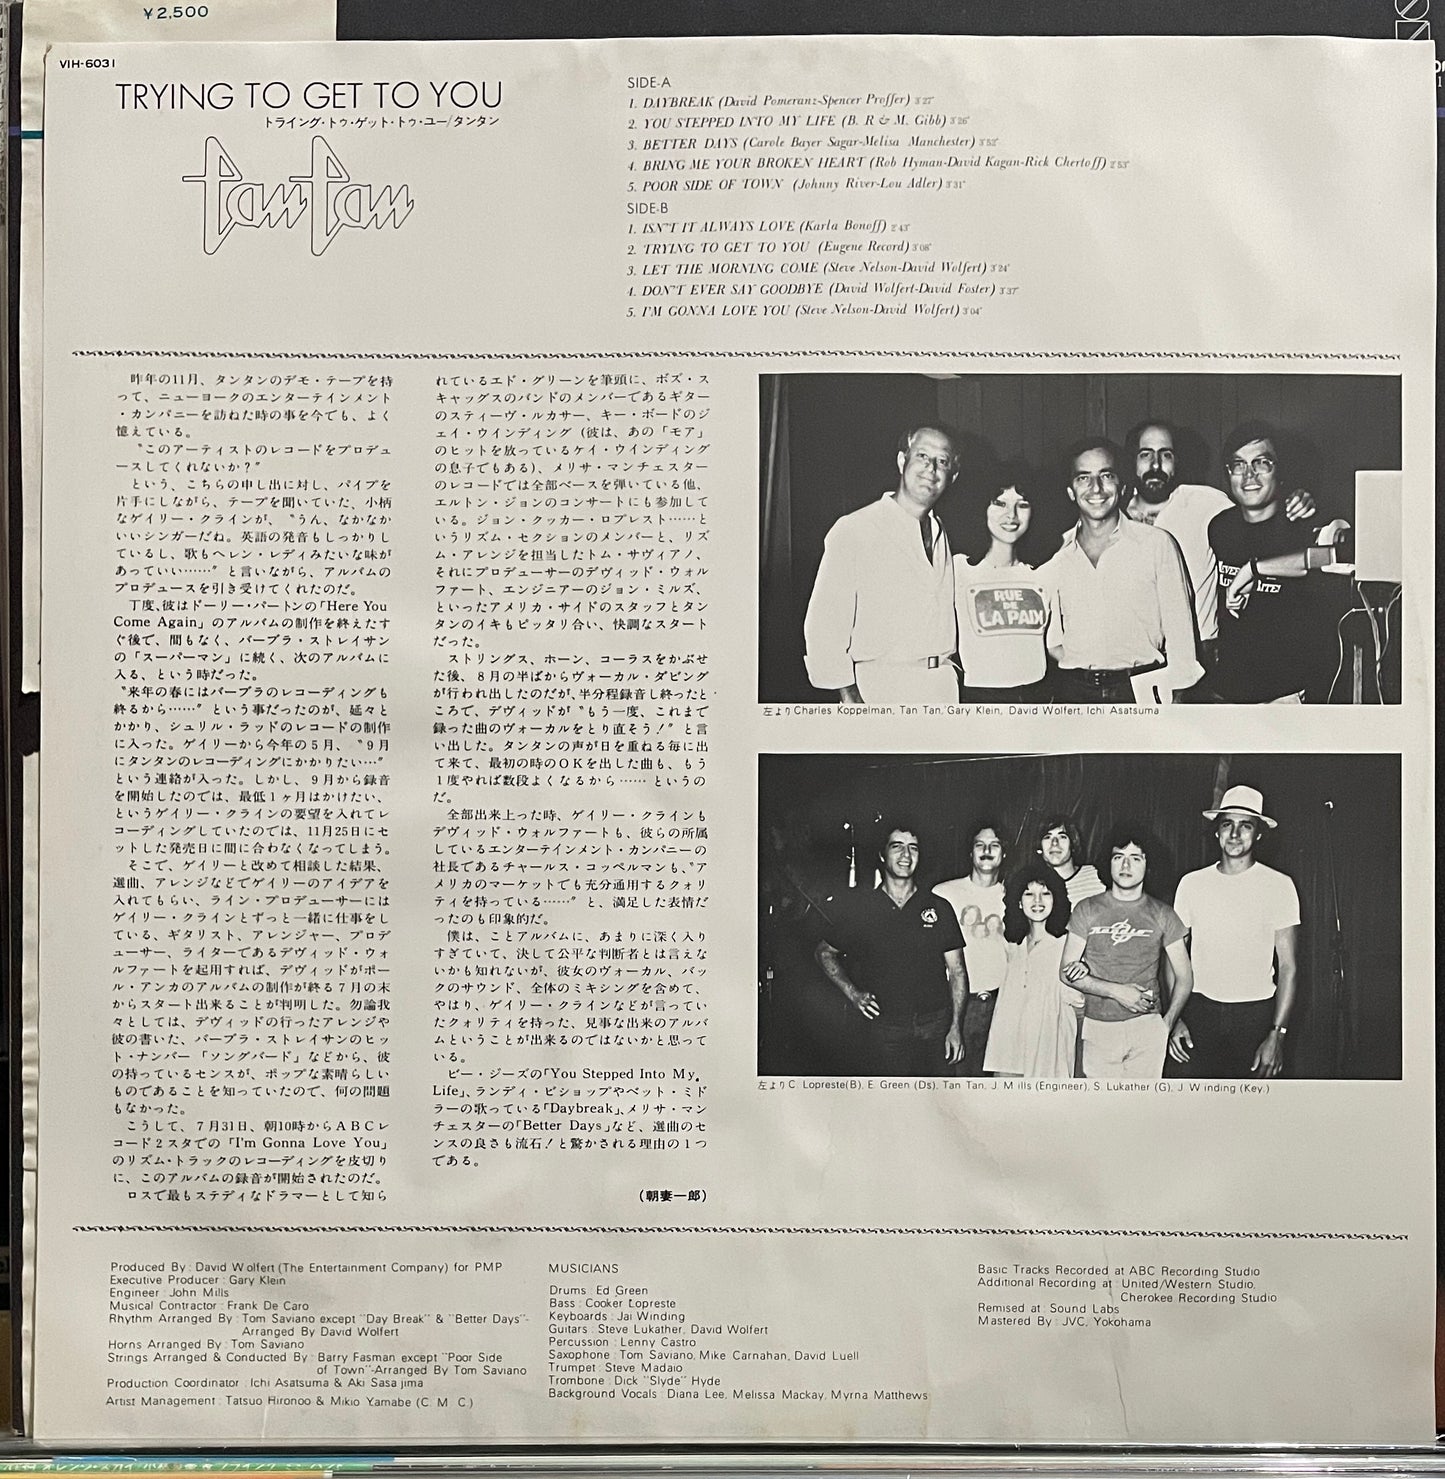 ¥2,500
VIH-6031
TRYING TO GET TO YOU
トライング・トゥ・ゲット・トゥ・ユー/タンタン
Tan Tan
SIDE-A
1. DAYBREAK (David Pomeranz-Spencer Proffer) 3'27"
2. YOU STEPPED INTO MY LIFE (B. R & M. Gibb) 3'26"
3. BETTER DAYS (Carole Bayer Sagar-Melisa Manchester) 3'52"
4. BRING ME YOUR BROKEN HEART (Rob Hyman-David Kagan-Rick Chertoff) 2'53"
5. POOR SIDE OF TOWN (Johnny River-Lou Adler) 3'31"
SIDE-B
1. ISN'T IT ALWAYS LOVE (Karla Bonoff) 2'43"
2. TRYING TO GET TO YOU (Eugene Record) 3'08"
3. LET THE MORNING COME (Steve Nelson-David Wolfert) 3'24"
4. DON'T EVER SAY GOODBYE (David Wolfert-David Foster) 3'37"
5. I'M GONNA LOVE YOU (Steve Nelson-David Wolfert) 3'04"
昨年の11月、タンタンのデモ・テープを持
って、ニューヨークのエンターテインメント
・カンパニーを訪ねた時の事を今でも、よく
憶えている。
〝このアーティストのレコードをプロデュ
ースしてくれないか？〟
という、こちらの申し出に対し、パイプを
片手にしながら、テープを聞いていた、小柄
なゲイリー・クラインが、〝うん、なかなか
いいシンガーだね。英語の発音もしっかりし
ているし、歌もヘレン・レディみたいな味が
あっていい……〟と言いながら、アルバムの
プロデュースを引き受けてくれたのだ。
丁度、彼はドーリー・パートンの「Here You
Come Again」のアルバムの制作を終えたす
ぐ後で、間もなく、バーブラ・ストレイサン
の「スーパーマン」に続く、次のアルバムに
入る、という時だった。
〝来年の春にはバーブラのレコーディングも
終るから……〟という事だったのが、延々と
かかり、シュリル・ラッドのレコードの制作
に入った。ゲイリーから今年の５月、〝９月
にタンタンのレコーディングにかかりたい…〟
という連絡が入った。しかし、９月から録音
を開始したのでは、最低１ヶ月はかけたい、
というゲイリー・クラインの要望を入れてレ
コーディングしていたのでは、11月25日にセ
ットした発売日に間に合わなくなってしまう。
そこで、ゲイリーと改めて相談した結果、
選曲、アレンジなどでゲイリーのアイデアを
入れてもらい、ライン・プロデューサーには
ゲイリー・クラインとずっと一緒に仕事をし
ている、ギタリスト、アレンジャー、プロデ
ューサー、ライターであるデヴィッド・ウォ
ルファートを起用すれば、デヴィッドがポー
ル・アンカのアルバムの制作が終る７月の末
からスタート出来ることが判明した。勿論我
々としては、デヴィッドの行ったアレンジや
彼の書いた、バーブラ・ストレイサンのヒッ
ト・ナンバー「ソングバード」などから、彼
の持っているセンスが、ポップな素晴らしい
ものであることを知っていたので、何の問題
もなかった。
こうして、７月31日、朝10時からＡＢＣレ
コード２スタでの「I'm Gonna Love You」
のリズム・トラックのレコーディングを皮切り
に、このアルバムの録音が開始されたのだ。
ロスで最もステディなドラマーとして知ら
れているエド・グリーンを筆頭に、ボズ・ス
キャッグスのバンドのメンバーであるギター
のスティーヴ・ルカサー、キー・ボードのジ
ェイ・ウインディング（彼は、あの「モア」
のヒットを放っているケイ・ウインディング
の息子でもある）、メリサ・マンチェスター
のレコードでは全部ベースを弾いている他、
エルトン・ジョンのコンサートにも参加して
いる。ジョン・クッカー・ロプレスト……と
いうリズム・セクションのメンバーと、リズ
ム・アレンジを担当したトム・サヴィアノ、
それにプロデューサーのデヴィッド・ウォル
ファート、エンジニアーのジョン・ミルズ、
といったアメリカ・サイドのスタッフとタン
タンのイキもピッタリ合い、快調なスタート
だった。
ストリングス、ホーン、コーラスをかぶせ
た後、８月の半ばからヴォーカル・ダビング
が行われ出したのだが、半分程録音し終ったと
ころで、デヴィッドが〝もう一度、これまで
録った曲のヴォーカルをとり直そう！〟と言
い出した。タンタンの声が日を重ねる毎に出
て来て、最初の時のＯＫを出した曲も、もう
１度やれば数段よくなるから……というの
だ。
全部出来上った時、ゲイリー・クラインも
デヴィッド・ウォルファートも、彼らの所属
しているエンターテインメント・カンパニーの
社長であるチャールス・コッペルマンも、〝ア
メリカのマーケットでも充分通用するクォリ
ティを持っている……〟と、満足した表情だ
ったのも印象的だ。
僕は、ことアルバムに、あまりに深く入り
すぎていて、決して公平な判断者とは言えな
いかも知れないが、彼女のヴォーカル、バッ
クのサウンド、全体のミキシングを含めて、
やはり、ゲイリー・クラインなどが言ってい
たクォリティを持った、見事な出来のアルバ
ムということが出来るのではないかと思って
いる。
ビー・ジーズの「You Stepped Into My
Life」、ランディ・ビショップやベット・ミド
ラーの歌っている「Daybreak」、メリサ・マン
チェスターの「Better Days」など、選曲のセ
ンスの良さも流石！と驚かされる理由の１つ
である。
（朝妻一郎）
RUE
DE
LA PAIX
左より Charles Koppelman, Tan Tan, Gary Klein, David Wolfert, Ichi Asatsuma
左より C. Lopreste(B), E. Green (Ds), Tan Tan, J. Mills (Engineer), S. Lukather (G), J. Winding (Key.)
Produced By : David Wolfert (The Entertainment Company) for PMP
Executive Producer : Gary Klein
Engineer : John Mills
Musical Contractor : Frank De Caro
Rhythm Arranged By : Tom Saviano except "Day Break" & "Better Days"-
Arranged By David Wolfert
Horns Arranged By : Tom Saviano
Strings Arranged & Conducted By : Barry Fasman except "Poor Side
of Town"-Arranged By Tom Saviano
Production Coordinator : Ichi Asatsuma & Aki Sasajima
Artist Management : Tatsuo Hironoo & Mikio Yamabe (C. M. C.)
MUSICIANS
Drums : Ed Green
Bass : Cooker Lopreste
Keyboards : Jai Winding
Guitars : Steve Lukather, David Wolfert
Percussion : Lenny Castro
Saxophone : Tom Saviano, Mike Carnahan, David Luell
Trumpet : Steve Madaio
Trombone : Dick "Slyde" Hyde
Background Vocals : Diana Lee, Melissa Mackay, Myrna Matthews
Basic Tracks Recorded at ABC Recording Studio
Additional Recording at : United/Western Studio,
Cherokee Recording Studio
Remised at : Sound Labs
Mastered By : JVC, Yokohama